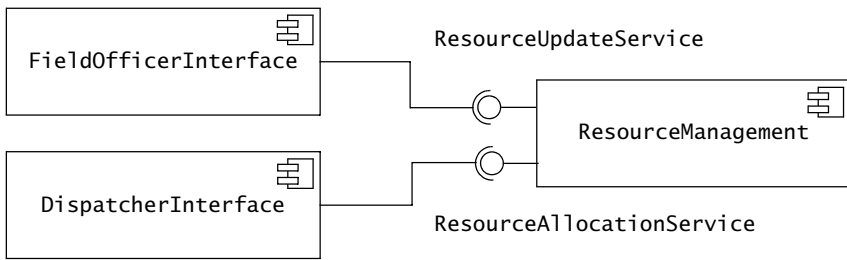 ResourceUpdateService
FieldOfficerInterface
ResourceManagement
DispatcherInterface
ResourceAllocationService